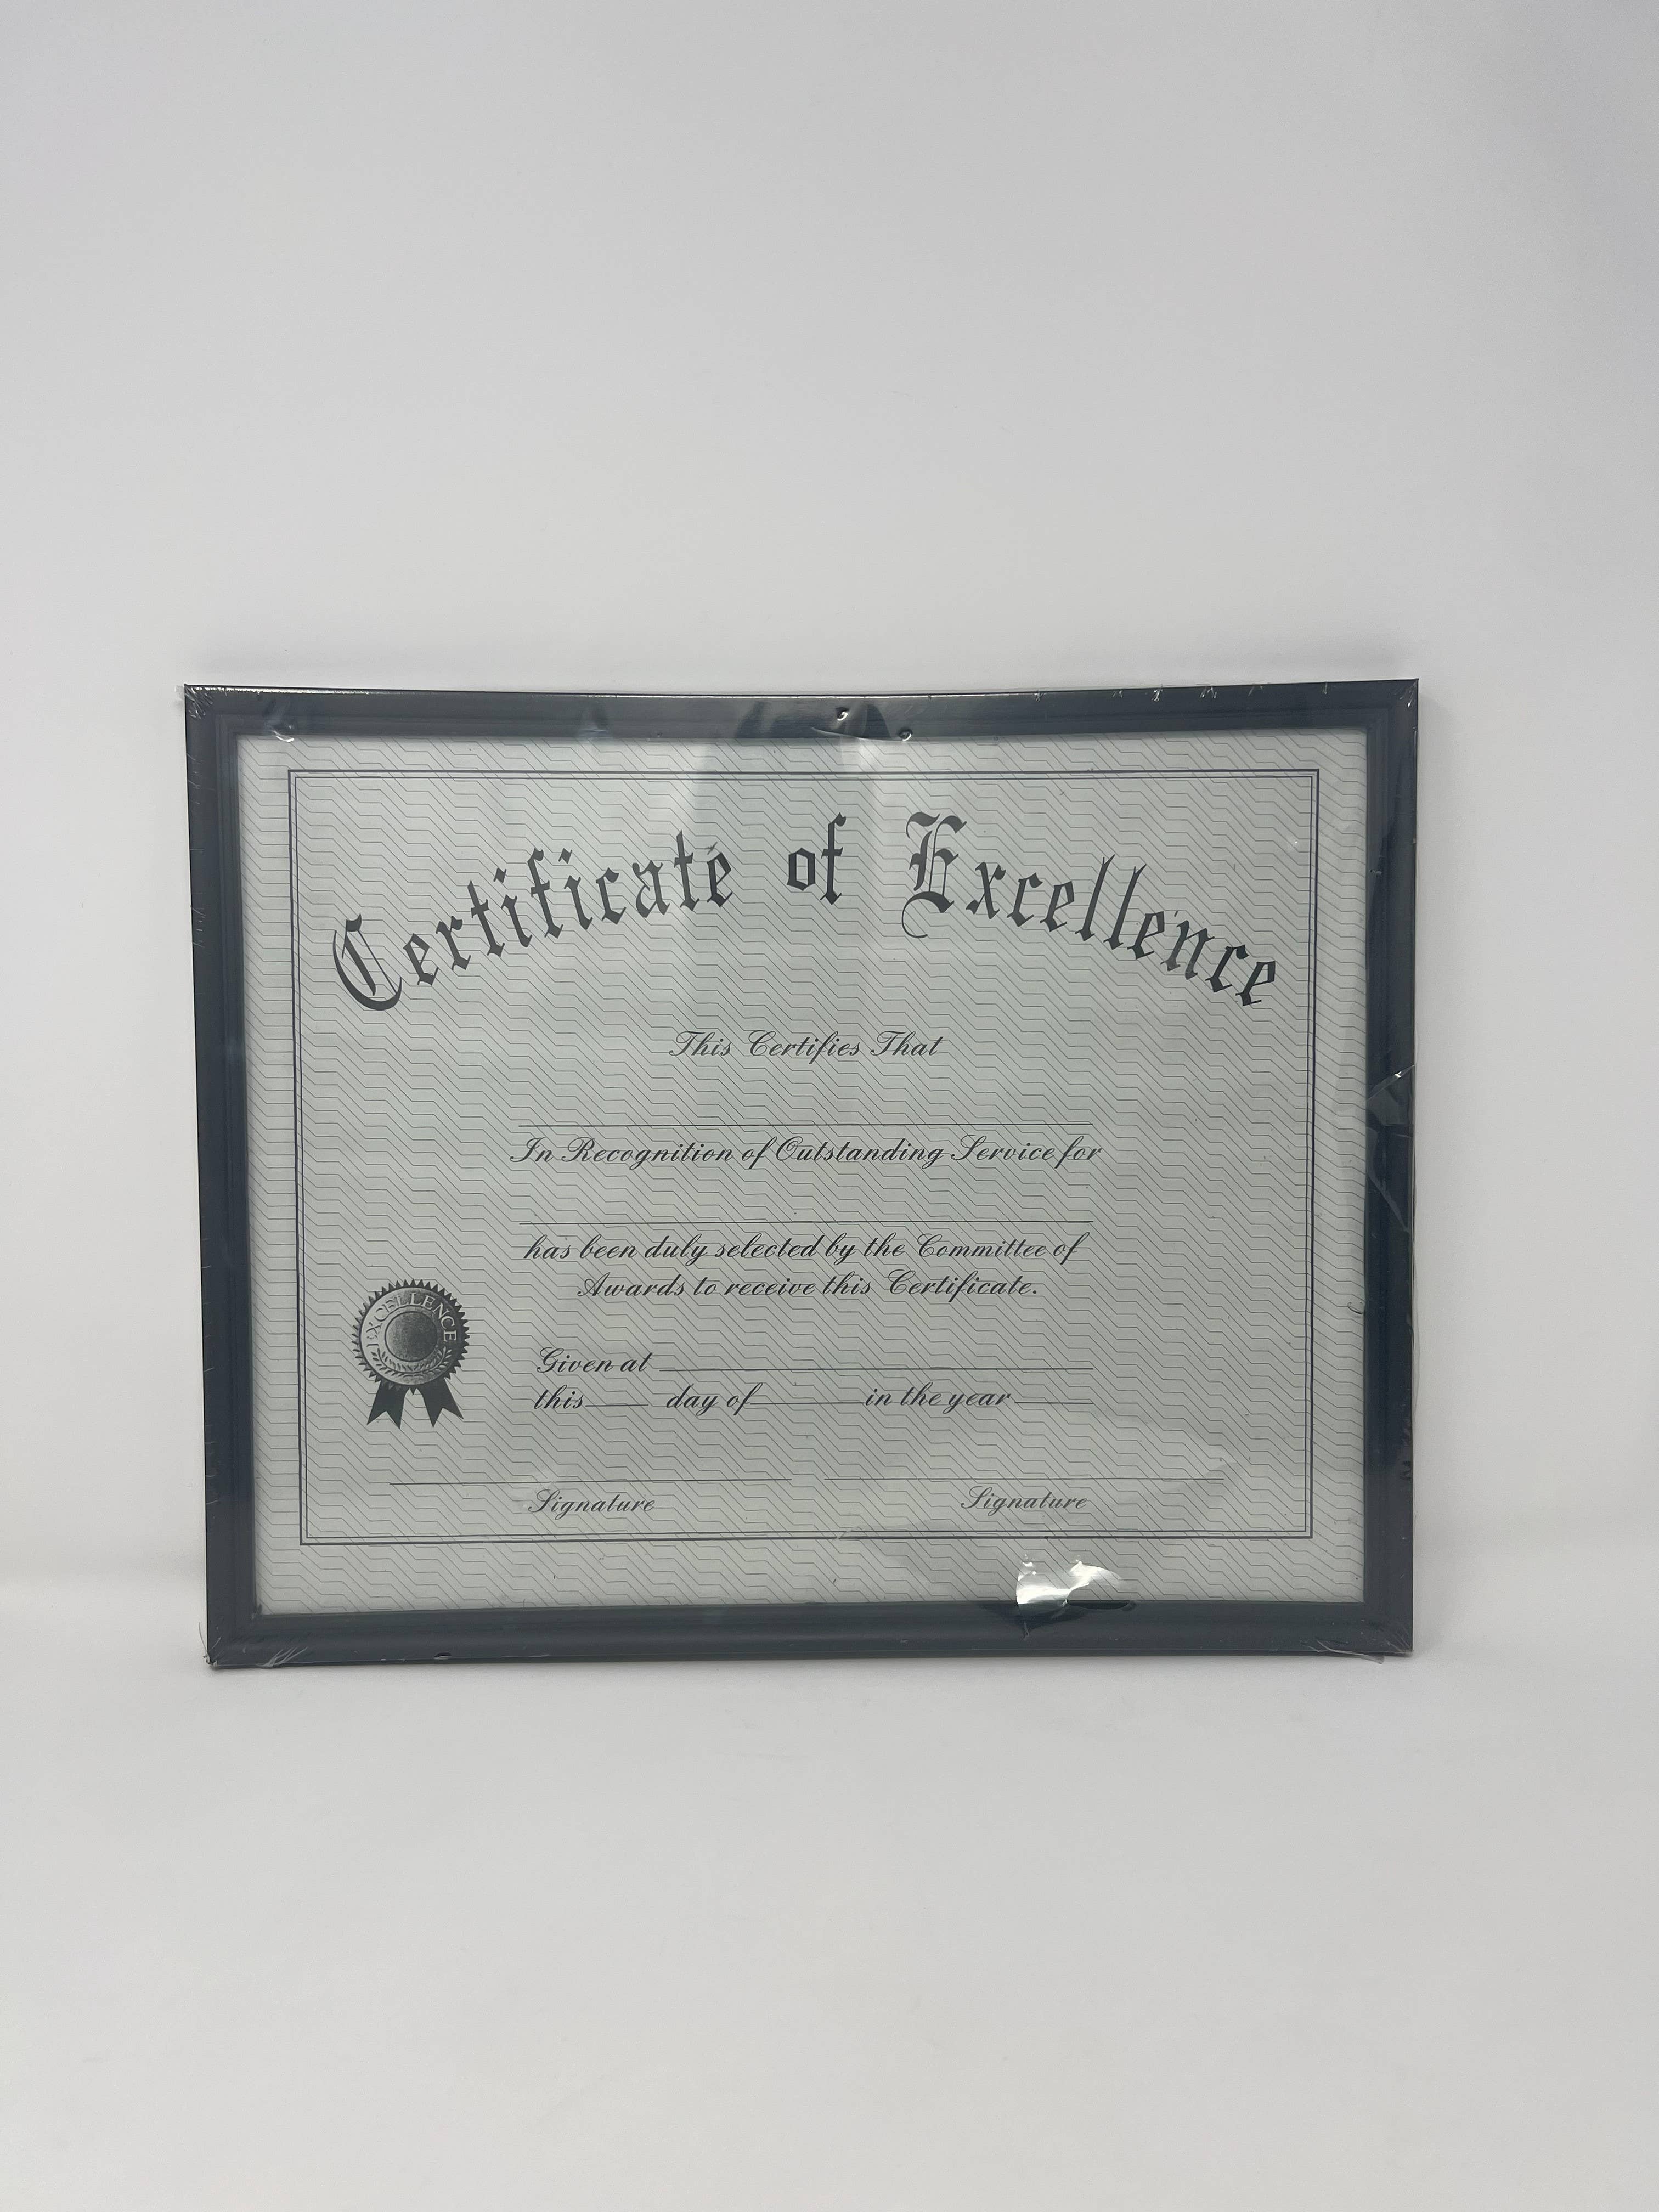 Certificate of Excellence
This Certifies That
In Recognition of Outstanding Service for
has been duly selected by the Committee of
Awards to receive this Certificate.
EXCELLENCE
Given at
this day of in the year
Signature Signature